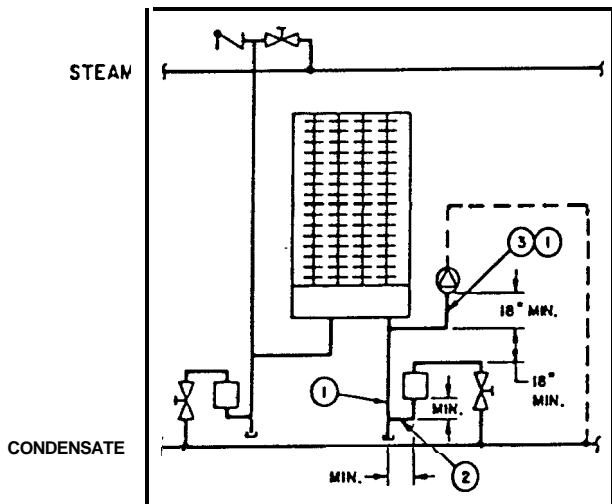 STEAM
3 1
18" MIN.
18"
MIN.
1
MIN.
CONDENSATE
MIN.
2